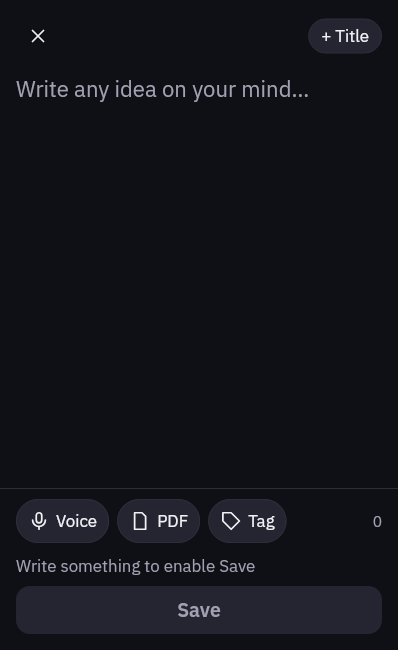 + Title
Write any idea on your mind...
Voice
PDF
Tag
0
Write something to enable Save
Save